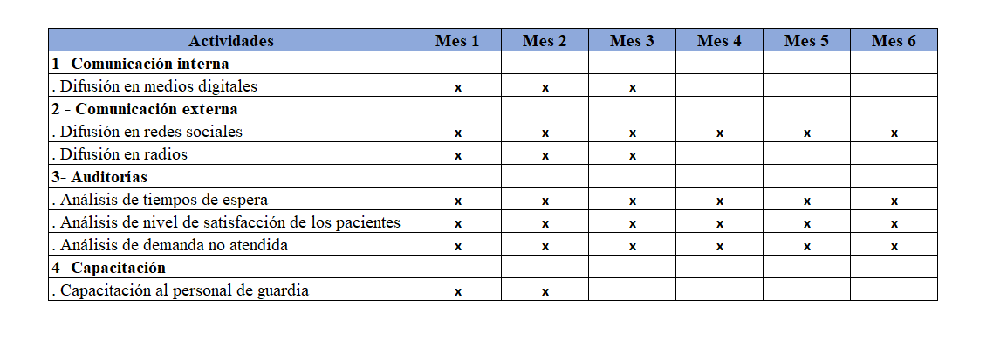 Actividades Mes 1 Mes 2 Mes 3 Mes 4 Mes 5 Mes 6
1- Comunicación interna
. Difusión en medios digitales x x x
2 - Comunicación externa
. Difusión en redes sociales x x x x x x
. Difusión en radios x x x
3- Auditorías
. Análisis de tiempos de espera x x x x x x
. Análisis de nivel de satisfacción de los pacientes x x x x x x
. Análisis de demanda no atendida x x x x x x
4- Capacitación
. Capacitación al personal de guardia x x